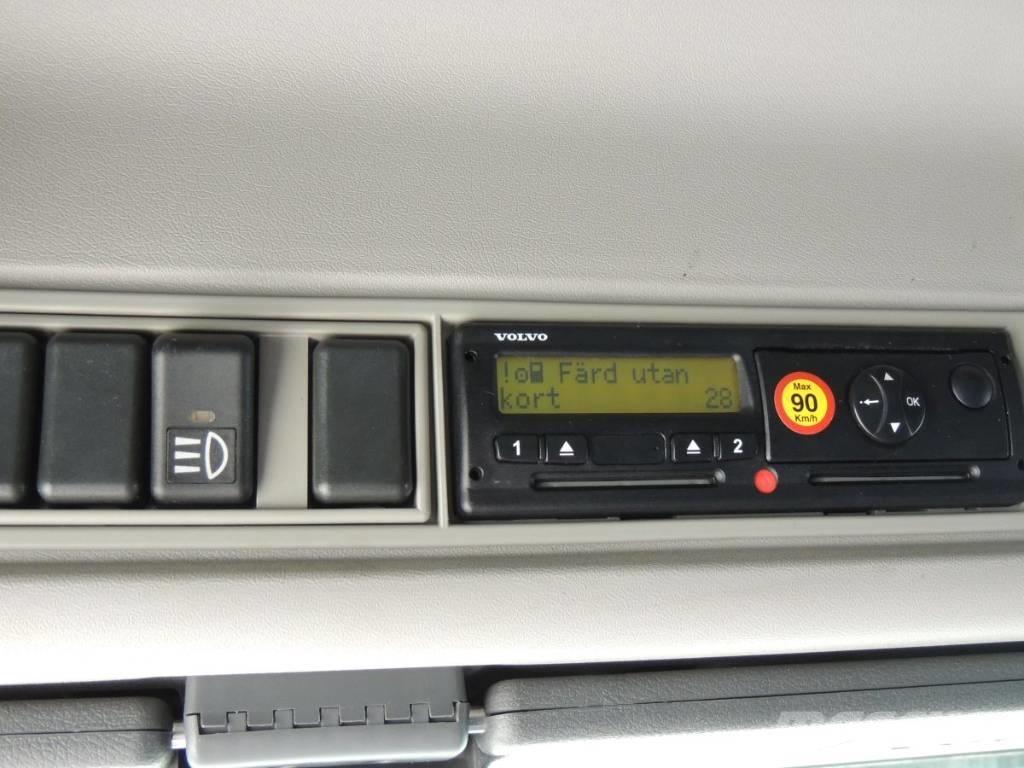 VOLVO
! Färd utan
kort 28
1 2
Max
90
Km/h
OK